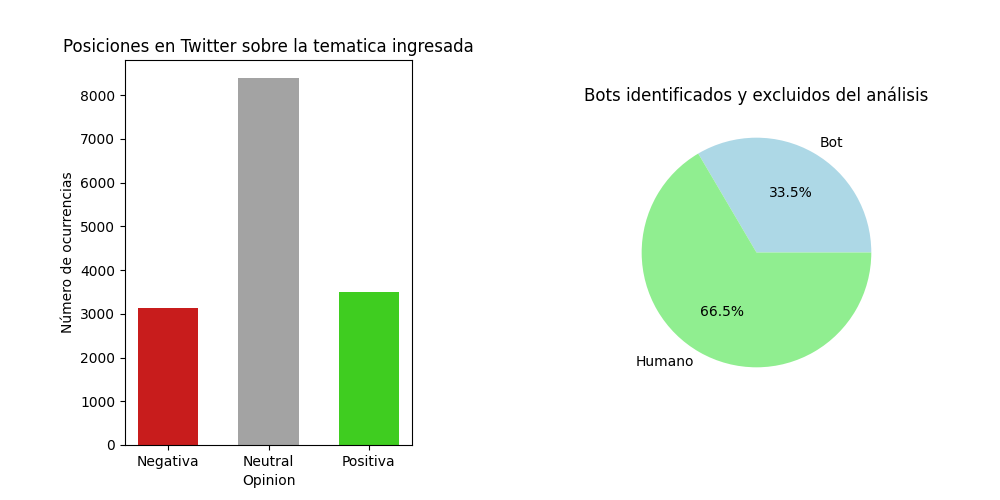 Posiciones en Twitter sobre la tematica ingresada
Número de ocurrencias
8000
7000
6000
5000
4000
3000
2000
1000
0
Negativa
Neutral
Positiva
Opinion
Bots identificados y excluidos del análisis
Bot
33.5%
66.5%
Humano